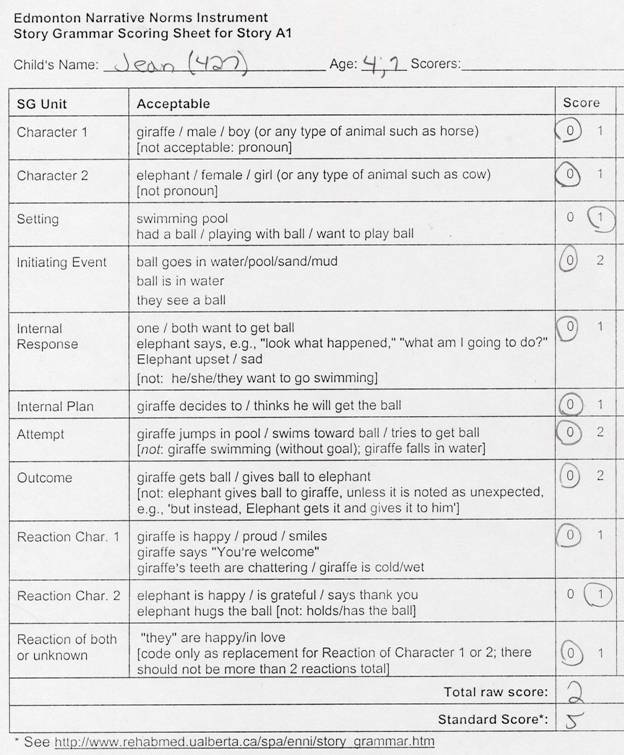 Edmonton Narrative Norms Instrument
Story Grammar Scoring Sheet for Story A1
Child's Name: Jean (427) Age: 4;7 Scorers:
SG Unit Acceptable Score
Character 1 giraffe / male / boy (or any type of animal such as horse) 0 1
[not acceptable: pronoun]
Character 2 elephant / female / girl (or any type of animal such as cow) 0 1
[not pronoun]
Setting swimming pool 0 1
had a ball / playing with ball / want to play ball
Initiating Event ball goes in water/pool/sand/mud 0 2
ball is in water
they see a ball
Internal one / both want to get ball 0 1
Response elephant says, e.g., "look what happened," "what am I going to do?"
Elephant upset / sad
[not: he/she/they want to go swimming]
Internal Plan giraffe decides to / thinks he will get the ball 0 1
Attempt giraffe jumps in pool / swims toward ball / tries to get ball 0 2
[not: giraffe swimming (without goal); giraffe falls in water]
Outcome giraffe gets ball / gives ball to elephant 0 2
[not: elephant gives ball to giraffe, unless it is noted as unexpected,
e.g., 'but instead, Elephant gets it and gives it to him']
Reaction Char. 1 giraffe is happy / proud / smiles 0 1
giraffe says "You're welcome"
giraffe's teeth are chattering / giraffe is cold/wet
Reaction Char. 2 elephant is happy / is grateful / says thank you 0 1
elephant hugs the ball [not: holds/has the ball]
Reaction of both "they" are happy/in love 0 1
or unknown [code only as replacement for Reaction of Character 1 or 2; there
should not be more than 2 reactions total]
Total raw score: 2
Standard Score*: 5
* See http://www.rehabmed.ualberta.ca/spa/enni/story_grammar.htm